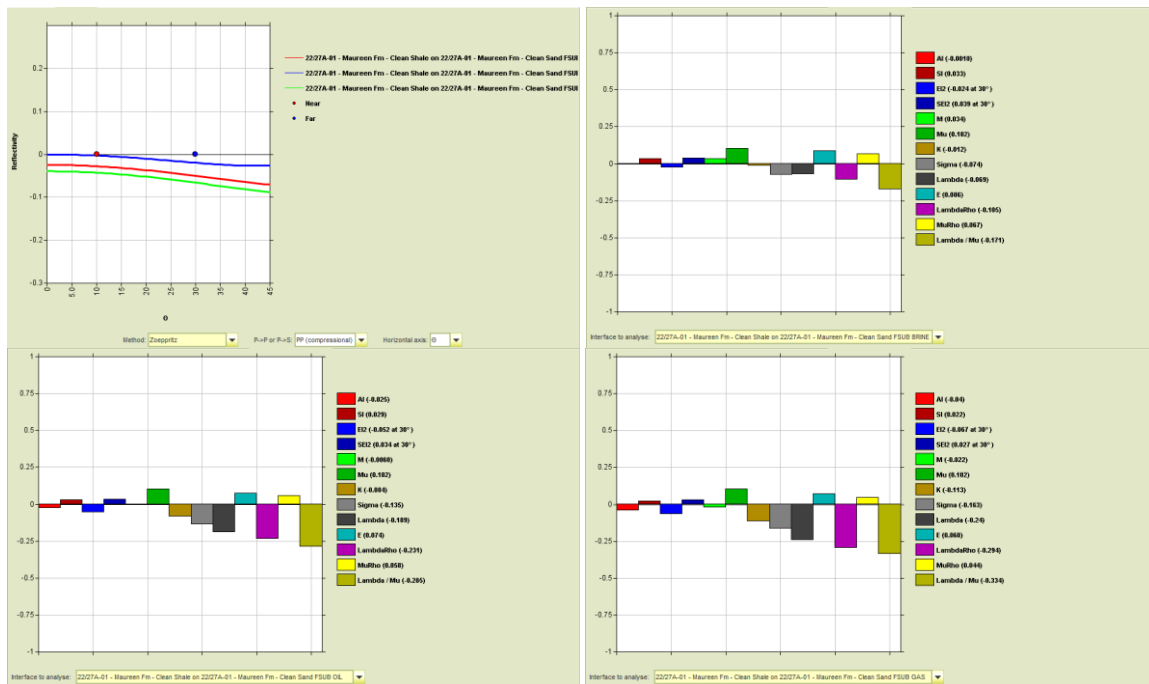 0.2
0.1
0
-0.1
-0.2
-0.3
Reflectivity
0
5.0
10
15
20
25
30
35
40
45
Θ
22/27A-01 - Maureen Fm - Clean Shale on 22/27A-01 - Maureen Fm - Clean Sand FSUB
22/27A-01 - Maureen Fm - Clean Shale on 22/27A-01 - Maureen Fm - Clean Sand FSUB
22/27A-01 - Maureen Fm - Clean Shale on 22/27A-01 - Maureen Fm - Clean Sand FSUB
Near
Far
Method: Zoeppritz P->P or P->S: PP (compressional) Horizontal axis: Θ
1
0.75
0.5
0.25
0
-0.25
-0.5
-0.75
-1
AI (-0.0010)
SI (0.033)
EI2 (-0.024 at 30°)
SEI2 (0.039 at 30°)
M (0.034)
Mu (0.102)
K (-0.012)
Sigma (-0.074)
Lambda (-0.069)
E (0.086)
LambdaRho (-0.105)
MuRho (0.067)
Lambda / Mu (-0.171)
Interface to analyse: 22/27A-01 - Maureen Fm - Clean Shale on 22/27A-01 - Maureen Fm - Clean Sand FSUB BRINE
1
0.75
0.5
0.25
0
-0.25
-0.5
-0.75
-1
AI (-0.025)
SI (0.029)
EI2 (-0.052 at 30°)
SEI2 (0.034 at 30°)
M (-0.0060)
Mu (0.102)
K (-0.084)
Sigma (-0.135)
Lambda (-0.189)
E (0.074)
LambdaRho (-0.231)
MuRho (0.058)
Lambda / Mu (-0.285)
Interface to analyse: 22/27A-01 - Maureen Fm - Clean Shale on 22/27A-01 - Maureen Fm - Clean Sand FSUB OIL
1
0.75
0.5
0.25
0
-0.25
-0.5
-0.75
-1
AI (-0.04)
SI (0.022)
EI2 (-0.067 at 30°)
SEI2 (0.027 at 30°)
M (-0.022)
Mu (0.102)
K (-0.113)
Sigma (-0.163)
Lambda (-0.24)
E (0.068)
LambdaRho (-0.294)
MuRho (0.044)
Lambda / Mu (-0.334)
Interface to analyse: 22/27A-01 - Maureen Fm - Clean Shale on 22/27A-01 - Maureen Fm - Clean Sand FSUB GAS